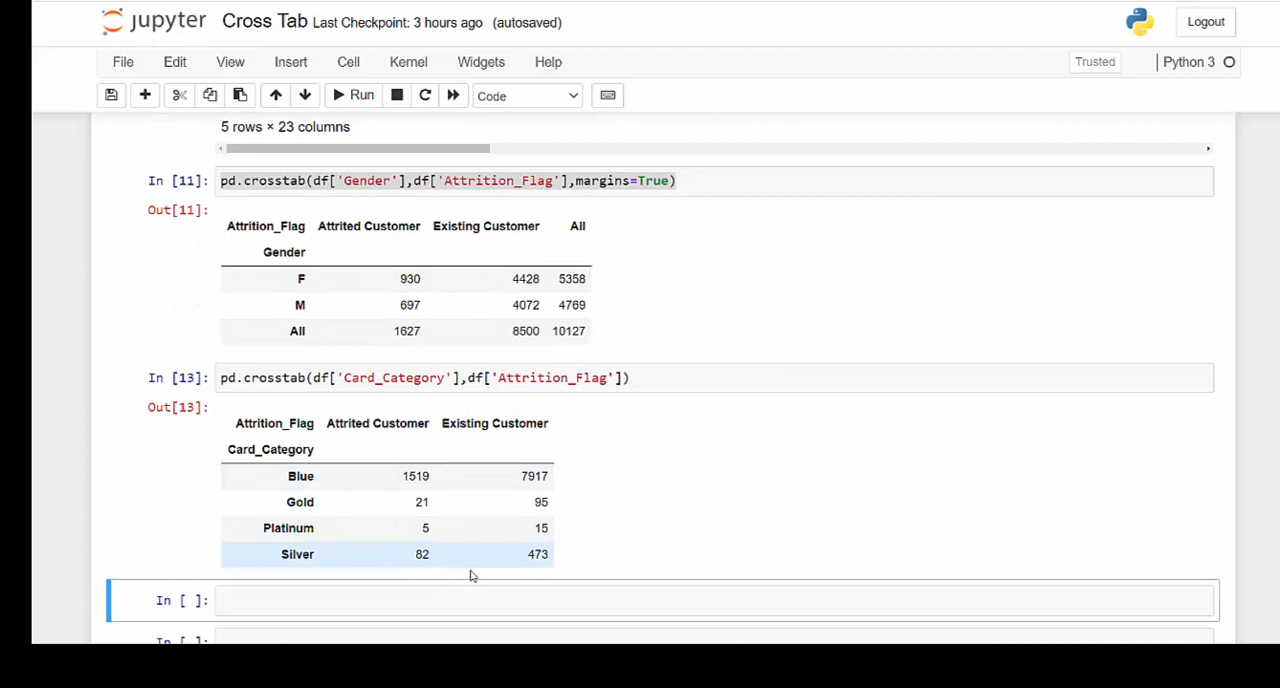 jupyter Cross Tab Last Checkpoint: 3 hours ago (autosaved) Logout
File Edit View Insert Cell Kernel Widgets Help Trusted Python 3
Run Code
5 rows × 23 columns
In [11]: pd.crosstab(df['Gender'],df['Attrition_Flag'],margins=True)
Out[11]:
Attrition_Flag Attrited Customer Existing Customer All
Gender
F 930 4428 5358
M 697 4072 4769
All 1627 8500 10127
In [13]: pd.crosstab(df['Card_Category'],df['Attrition_Flag'])
Out[13]:
Attrition_Flag Attrited Customer Existing Customer
Card_Category
Blue 1519 7917
Gold 21 95
Platinum 5 15
Silver 82 473
In [ ]:
In [ ]: